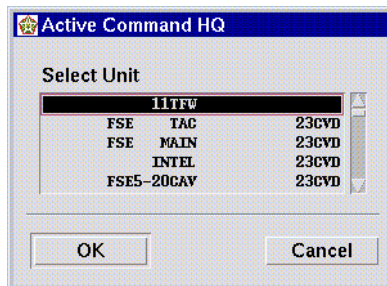 Active Command HQ
Select Unit
11TFW
FSE TAC 23CVD
FSE MAIN 23CVD
INTEL 23CVD
FSE5-20CAV 23CVD
OK Cancel